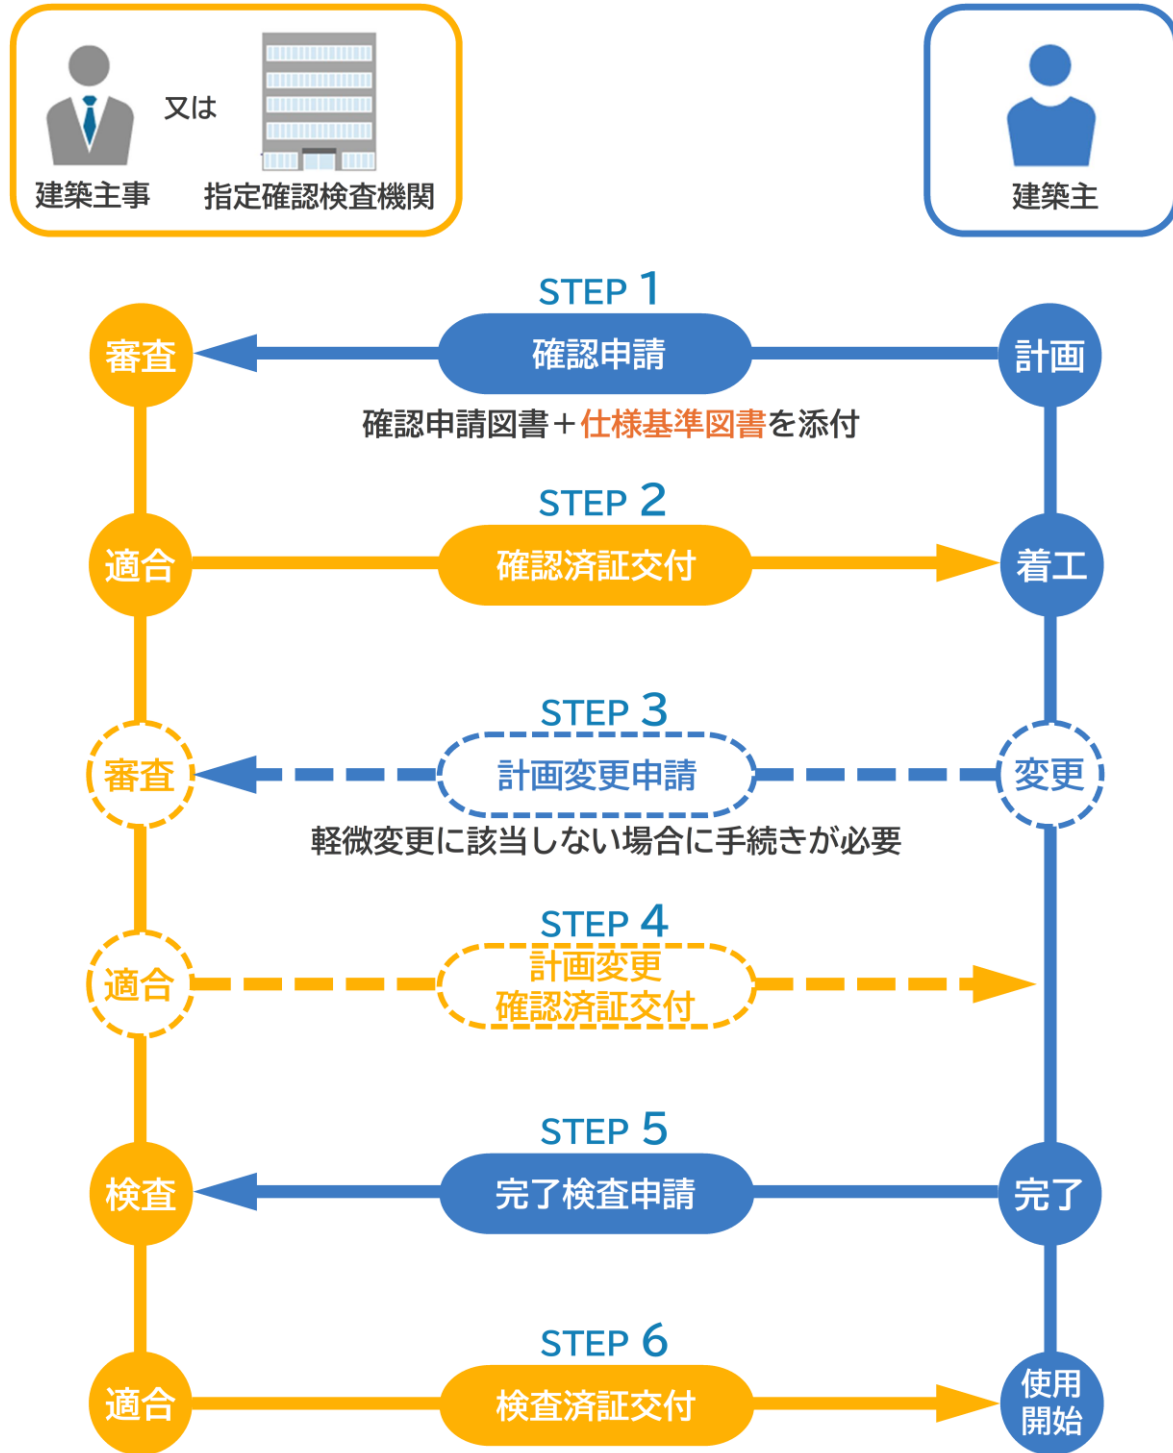 又は
建築主事
指定確認検査機関
建築主
STEP 1
審査
確認申請
計画
確認申請図書+仕様基準図書を添付
STEP 2
適合
確認済証交付
着工
STEP 3
審査
計画変更申請
変更
軽微変更に該当しない場合に手続きが必要
STEP 4
適合
計画変更
確認済証交付
STEP 5
検査
完了検査申請
完了
STEP 6
適合
検査済証交付
使用
開始